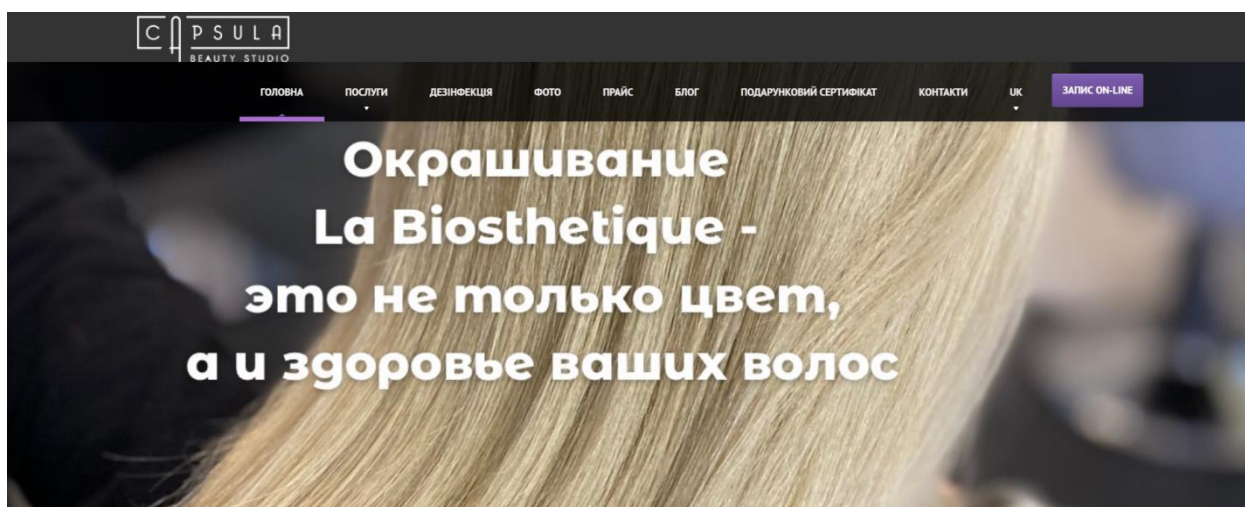 CAPSULA
BEAUTY STUDIO
ГОЛОВНА ПОСЛУГИ ДЕЗІНФЕКЦІЯ ФОТО ПРАЙС БЛОГ ПОДАРУНКОВИЙ СЕРТИФІКАТ КОНТАКТИ UK ЗАПИС ON-LINE
Окрашивание
La Biosthetique -
это не только цвет,
а и здоровье ваших волос